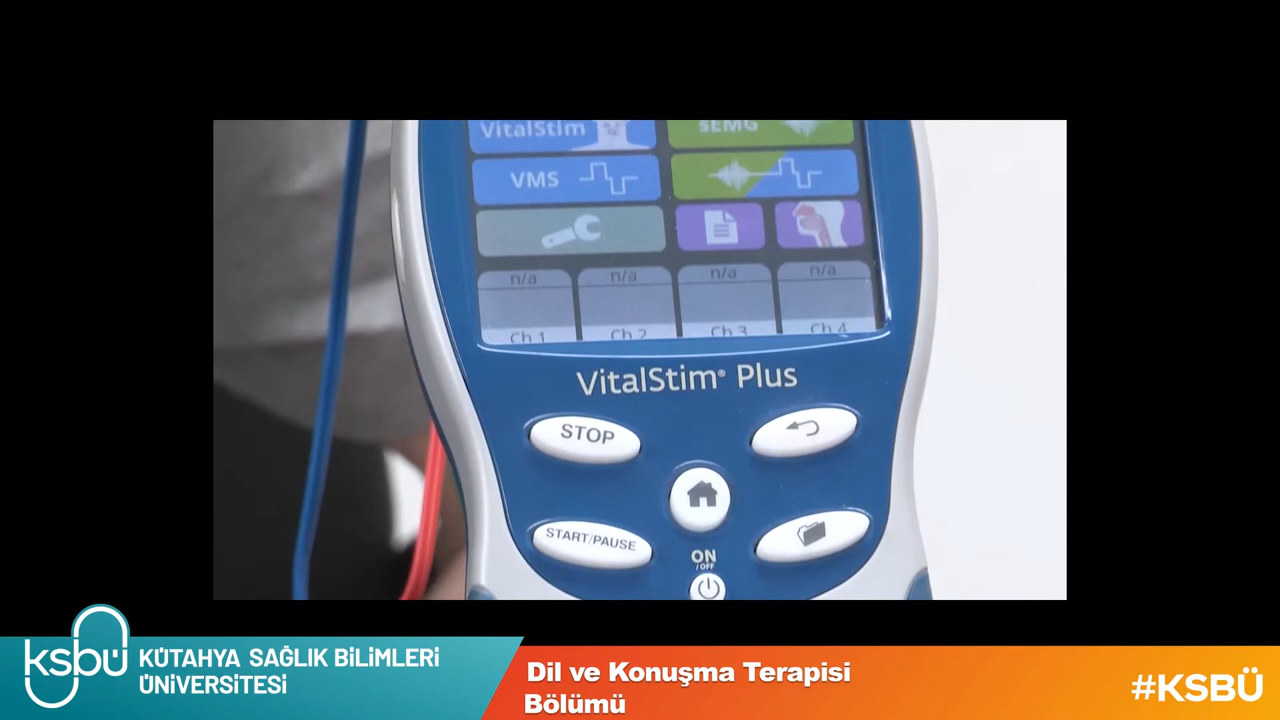 VitalStim
sEMG
VMS
n/a
n/a
n/a
n/a
Ch 1
Ch 2
Ch 3
Ch 4
VitalStim® Plus
STOP
START/PAUSE
ON
/OFF
ksbü
KÜTAHYA SAĞLIK BİLİMLERİ
ÜNİVERSİTESİ
Dil ve Konuşma Terapisi
Bölümü
#KSBÜ